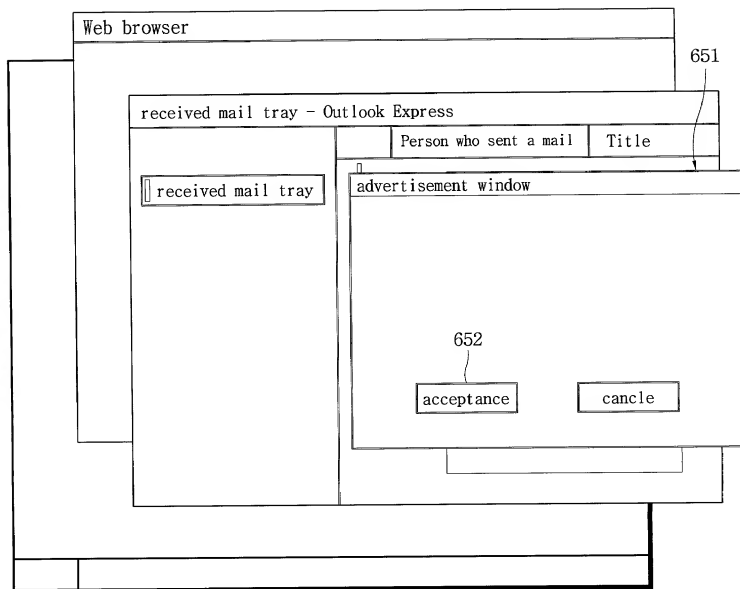 Web browser
651
received mail tray - Outlook Express
Person who sent a mail
Title
received mail tray
advertisement window
652
acceptance
cancle